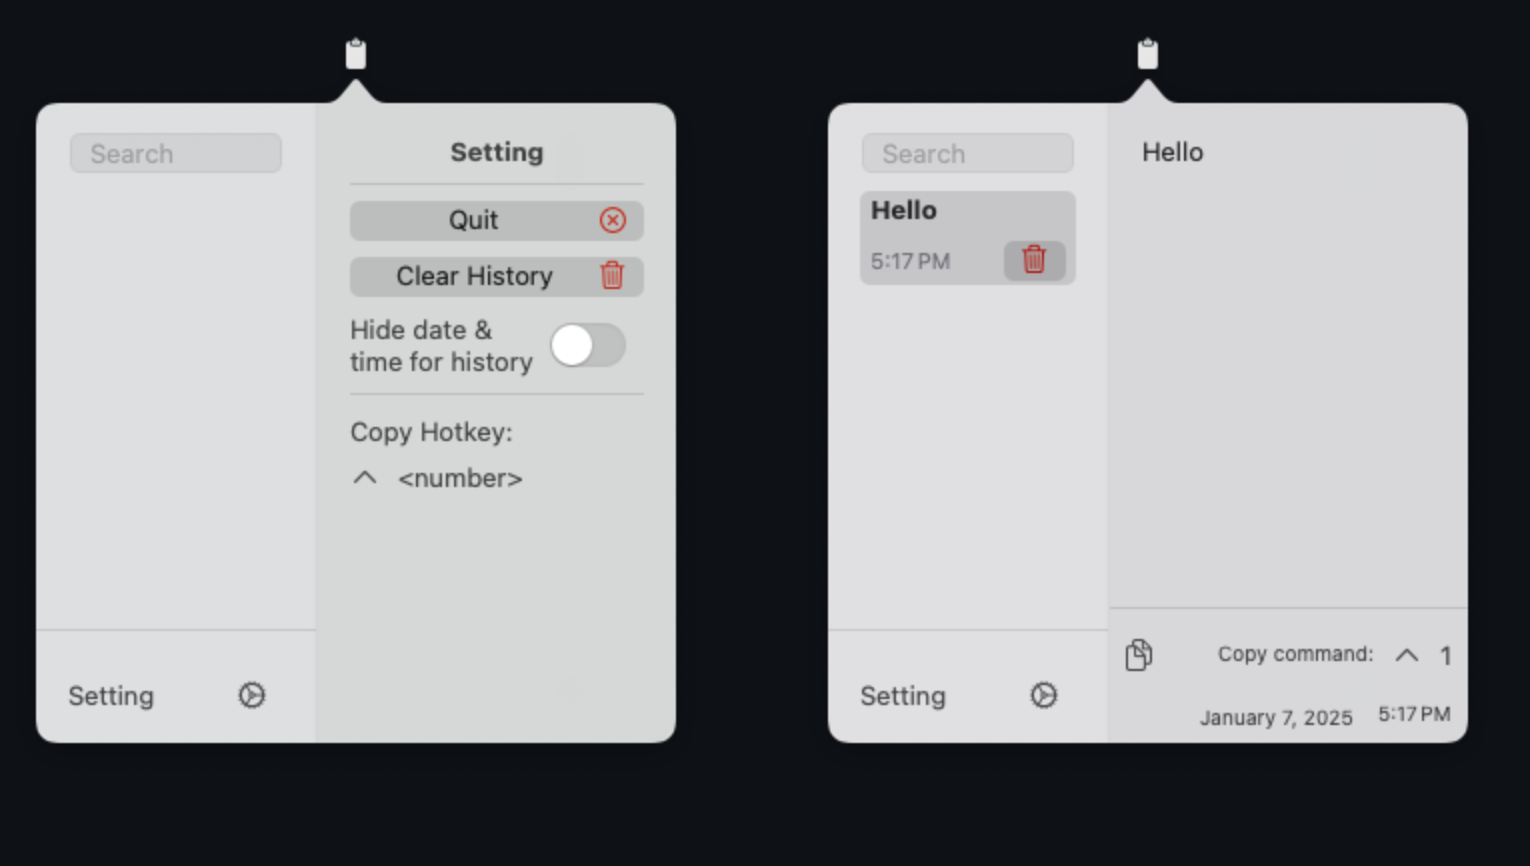 Search
Setting
Quit
Clear History
Hide date &
time for history
Copy Hotkey:
^ <number>
Setting
Search
Hello
5:17 PM
Setting
Hello
Copy command: ^ 1
January 7, 2025 5:17 PM